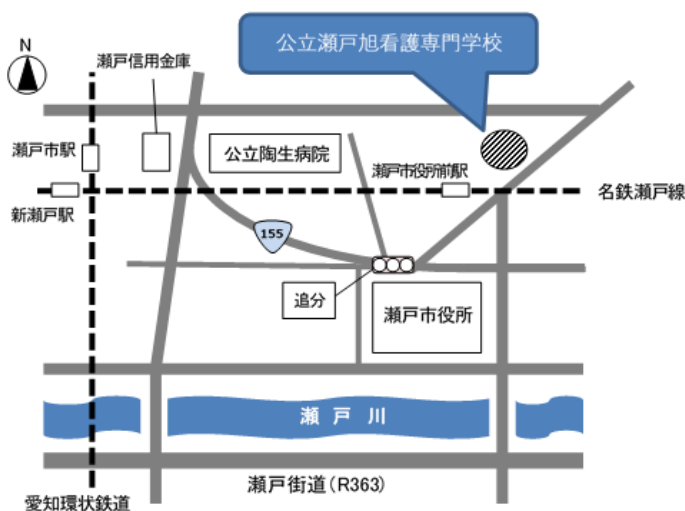 公立瀬戸旭看護専門学校
N
瀬戸信用金庫
瀬戸市駅
公立陶生病院
瀬戸市役所前駅
新瀬戸駅
名鉄瀬戸線
155
追分
瀬戸市役所
瀬戸川
瀬戸街道(R363)
愛知環状鉄道